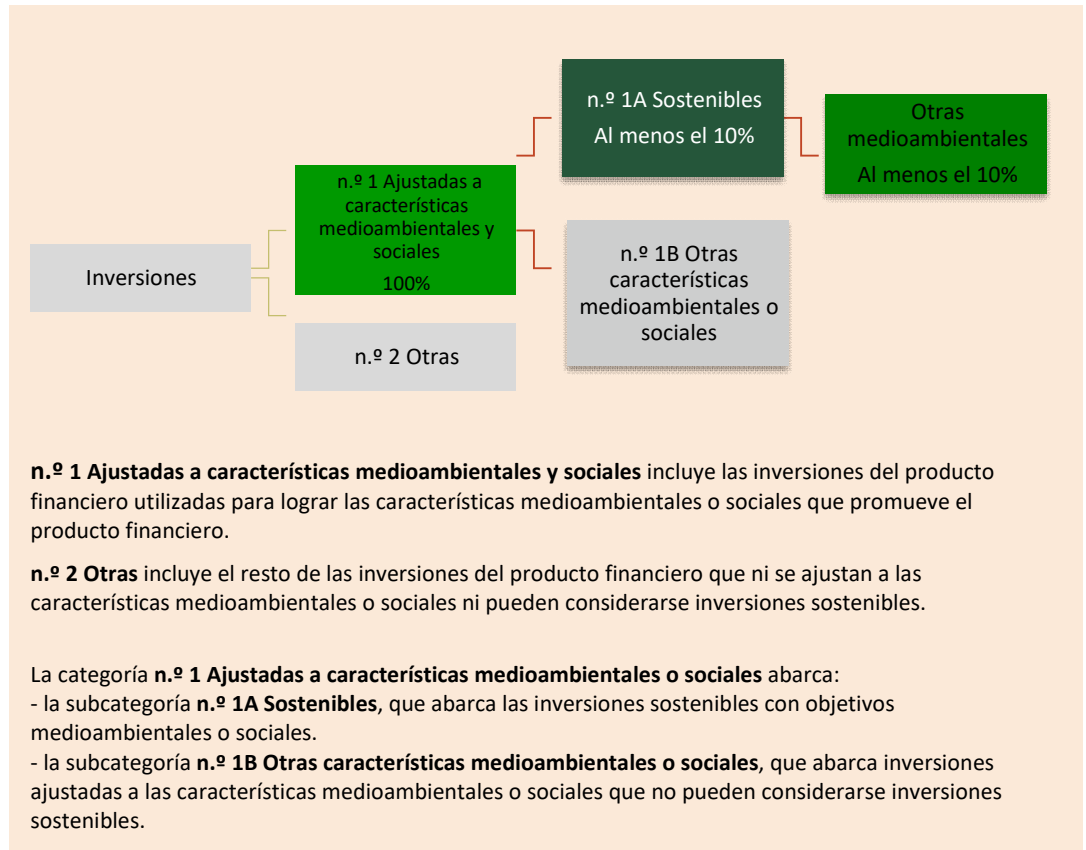 n.º 1A Sostenibles
Al menos el 10%
Otras
medioambientales
Al menos el 10%
n.º 1 Ajustadas a
características
medioambientales y
sociales
100%
Inversiones
n.º 1B Otras
características
medioambientales o
sociales
n.º 2 Otras
n.º 1 Ajustadas a características medioambientales y sociales incluye las inversiones del producto
financiero utilizadas para lograr las características medioambientales o sociales que promueve el
producto financiero.
n.º 2 Otras incluye el resto de las inversiones del producto financiero que ni se ajustan a las
características medioambientales o sociales ni pueden considerarse inversiones sostenibles.
La categoría n.º 1 Ajustadas a características medioambientales o sociales abarca:
- la subcategoría n.º 1A Sostenibles, que abarca las inversiones sostenibles con objetivos
medioambientales o sociales.
- la subcategoría n.º 1B Otras características medioambientales o sociales, que abarca inversiones
ajustadas a las características medioambientales o sociales que no pueden considerarse inversiones
sostenibles.